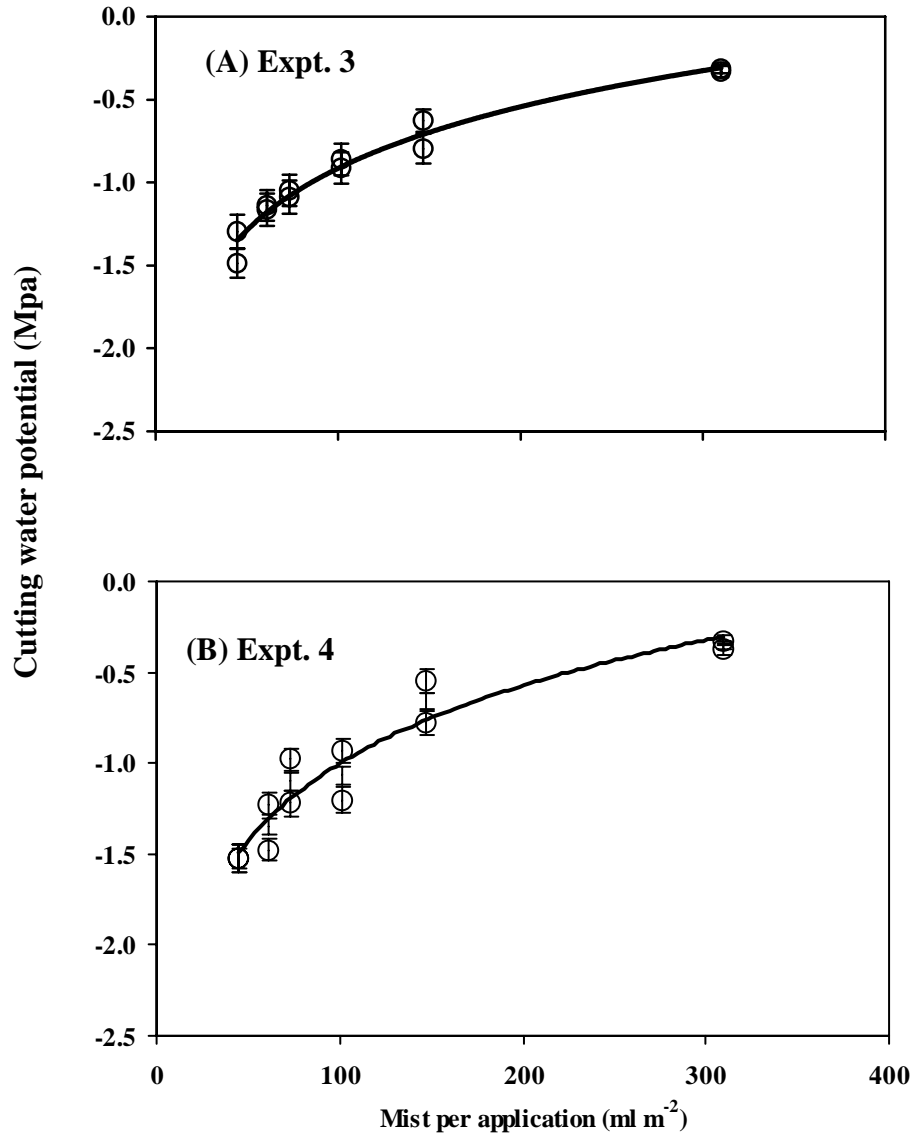 0.0
(A) Expt. 3
-0.5
-1.0
-1.5
-2.0
-2.5
Cutting water potential (Mpa)
0.0
(B) Expt. 4
-0.5
-1.0
-1.5
-2.0
-2.5
0 100 200 300 400
Mist per application (ml m⁻²)